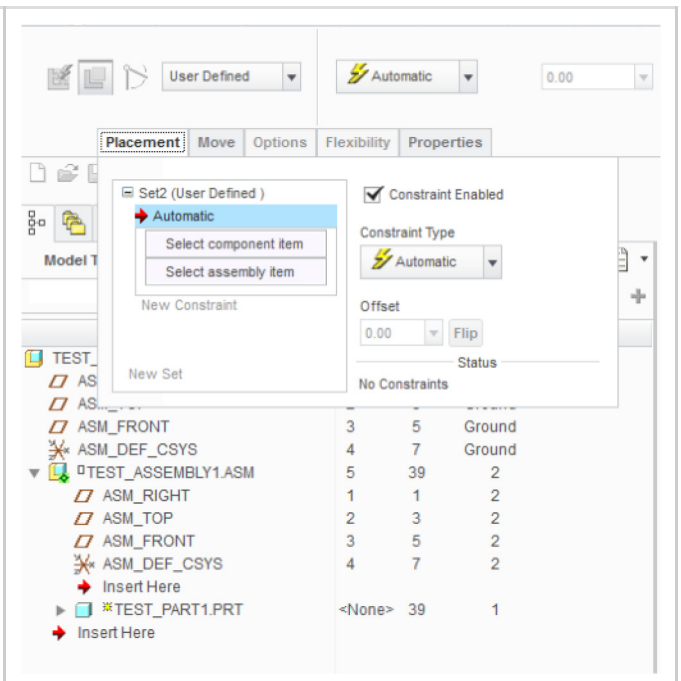 User Defined Automatic 0.00
Placement Move Options Flexibility Properties
Set2 (User Defined )
Automatic
Select component item
Select assembly item
New Constraint
New Set
Constraint Enabled
Constraint Type
Automatic
Offset
0.00 Flip
Status
No Constraints
Model T
TEST_
AS
AS
ASM_FRONT 3 5 Ground
ASM_DEF_CSYS 4 7 Ground
TEST_ASSEMBLY1.ASM 5 39 2
ASM_RIGHT 1 1 2
ASM_TOP 2 3 2
ASM_FRONT 3 5 2
ASM_DEF_CSYS 4 7 2
Insert Here
TEST_PART1.PRT <None> 39 1
Insert Here